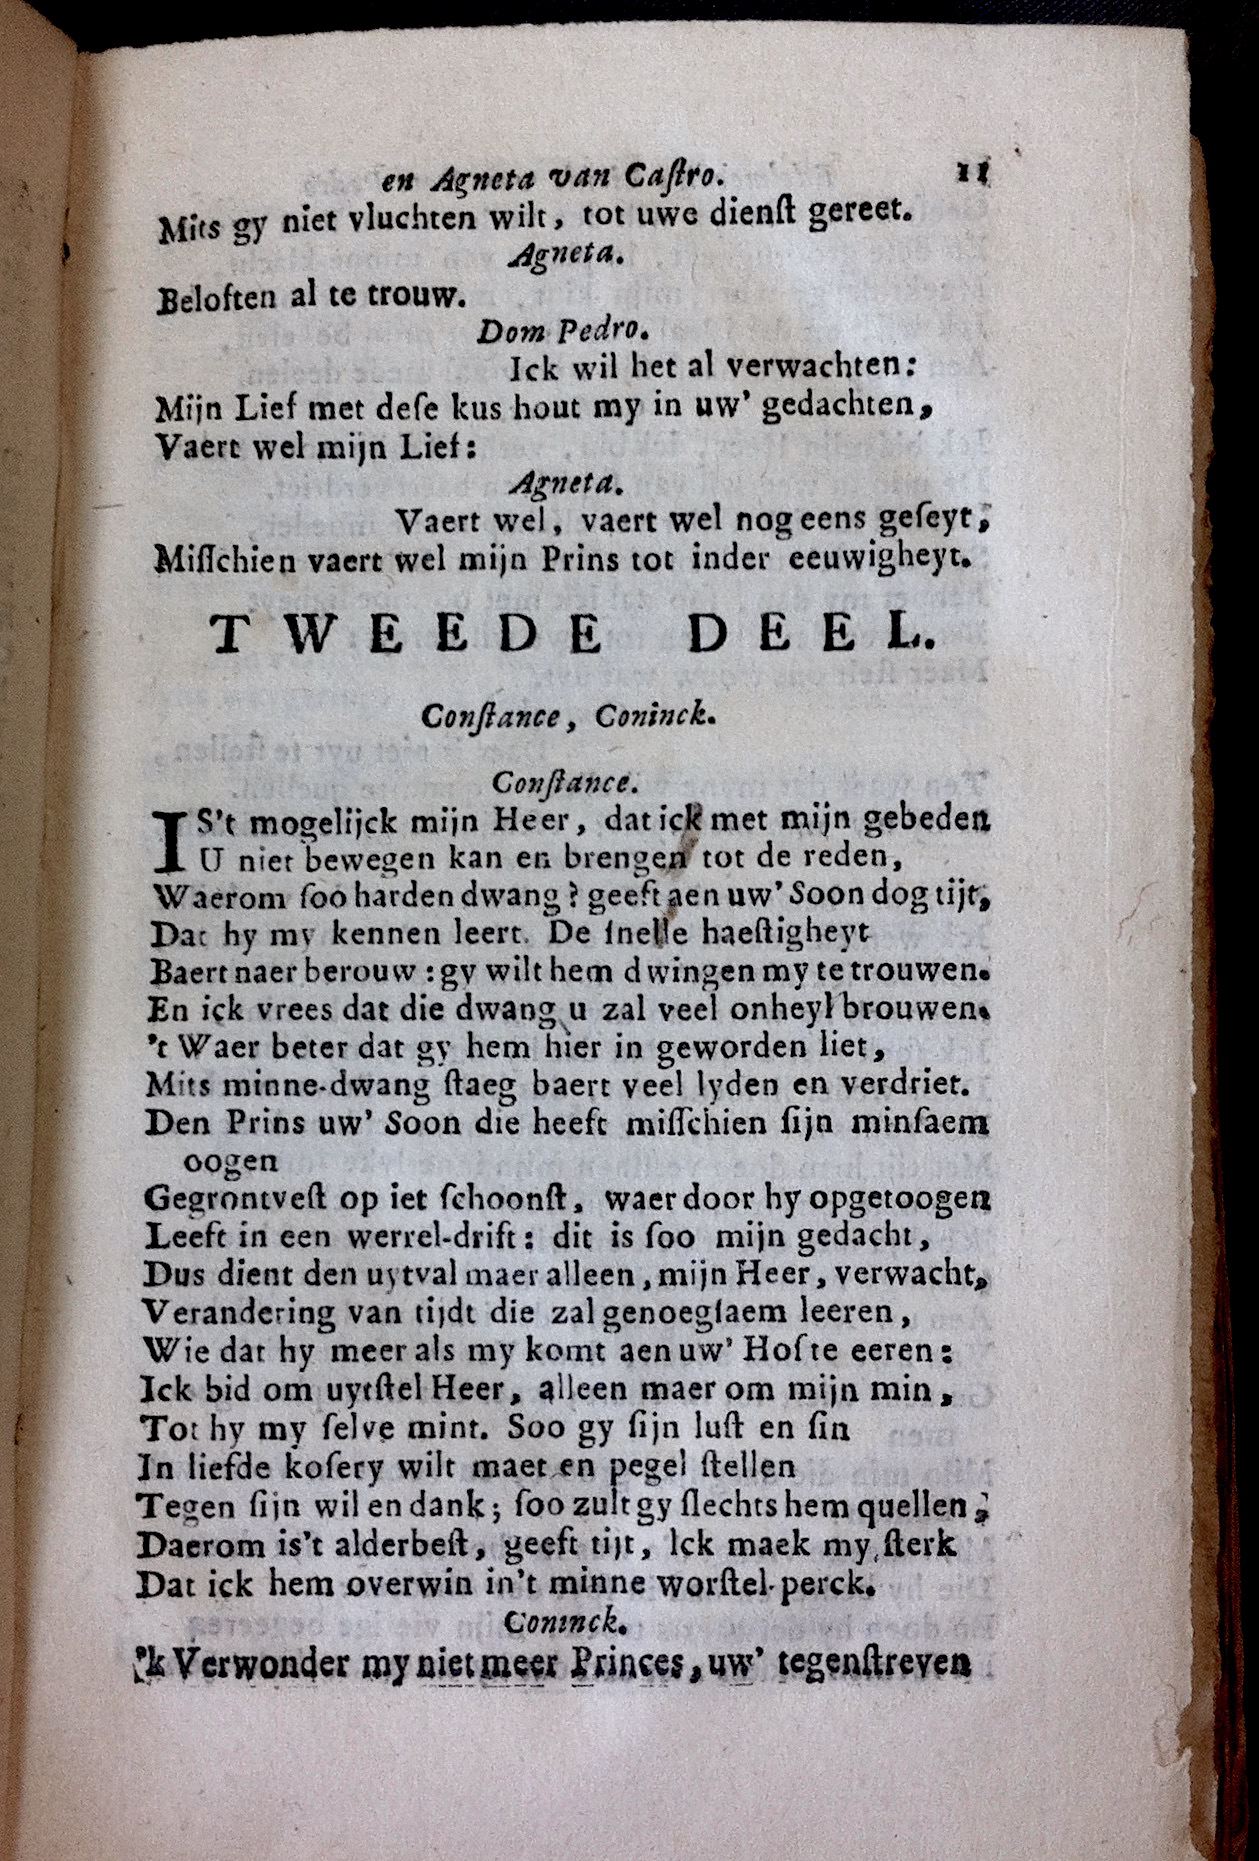 en Agneta van Caſtro. 11
Mits gy niet vluchten wilt, tot uwe dienſt gereet.
Agneta.
Beloften al te trouw.
Dom Pedro.
Ick wil het al verwachten:
Mijn Lief met deſe kus hout my in uw' gedachten,
Vaert wel mijn Lief:
Agneta.
Vaert wel, vaert wel nog eens geſeyt,
Miſſchien vaert wel mijn Prins tot inder eeuwigheyt.
TWEEDE DEEL.
Conſtance, Coninck.
Conſtance.
IS't mogelijck mijn Heer, dat ick met mijn gebeden
U niet bewegen kan en brengen tot de reden,
Waerom ſoo harden dwang? geeft aen uw' Soon dog tijt,
Dat hy my kennen leert. De ſnelle haeſtigheyt
Baert naer berouw: gy wilt hem dwingen my te trouwen.
En ick vrees dat die dwang u zal veel onheyl brouwen.
't Waer beter dat gy hem hier in geworden liet,
Mits minne-dwang ſtaeg baert veel lyden en verdriet.
Den Prins uw' Soon die heeft miſſchien ſijn minſaem
oogen
Gegrontveſt op iet ſchoonſt, waer door hy opgetoogen
Leeft in een werrel-drift: dit is ſoo mijn gedacht,
Dus dient den uytval maer alleen, mijn Heer, verwacht,
Verandering van tijdt die zal genoegſaem leeren,
Wie dat hy meer als my komt aen uw' Hof te eeren:
Ick bid om uytſtel Heer, alleen maer om mijn min,
Tot hy my ſelve mint. Soo gy ſijn luſt en ſin
In liefde koſery wilt maet en pegel ſtellen
Tegen ſijn wil en dank; ſoo zult gy ſlechts hem quellen;
Daerom is't alderbeſt, geeft tijt, Ick maek my ſterk
Dat ick hem overwin in't minne worſtel-perck.
Coninck.
'k Verwonder my niet meer Princes, uw' tegenſtreven